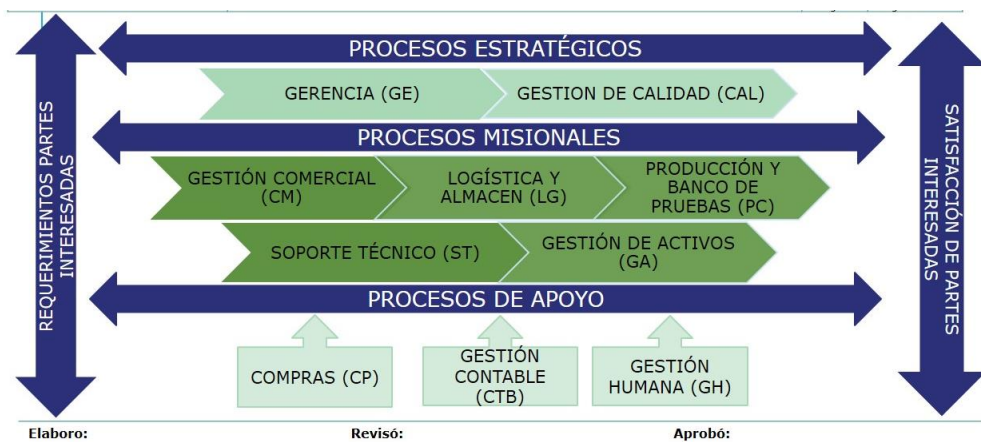 PROCESOS ESTRATÉGICOS
GERENCIA (GE)
GESTION DE CALIDAD (CAL)
PROCESOS MISIONALES
GESTIÓN COMERCIAL
(CM)
LOGÍSTICA Y
ALMACEN (LG)
PRODUCCIÓN Y
BANCO DE
PRUEBAS (PC)
SOPORTE TÉCNICO (ST)
GESTIÓN DE ACTIVOS
(GA)
PROCESOS DE APOYO
COMPRAS (CP)
GESTIÓN
CONTABLE
(CTB)
GESTIÓN
HUMANA (GH)
REQUERIMIENTOS PARTES
INTERESADAS
SATISFACCIÓN DE PARTES
INTERESADAS
Elaboro:
Revisó:
Aprobó: